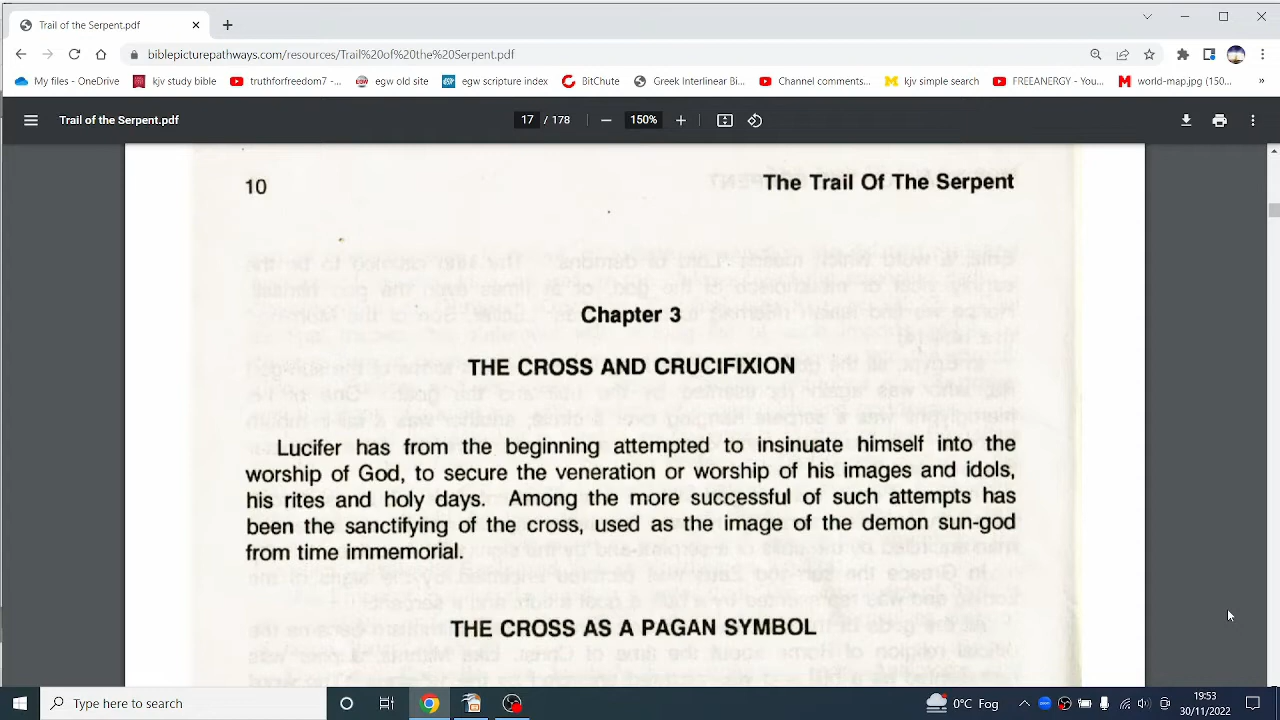 Trail of the Serpent.pdf
biblepicturepathways.com/resources/Trail%20of%20the%20Serpent.pdf
My files - OneDrive kjv study bible truthforfreedom7 -... egw old site egw scripture index BitChute Greek Interlinear Bi... Channel comments... kjv simple search FREEANERGY - You... world-map.jpg (150...
Trail of the Serpent.pdf 17 / 178 150%
10 The Trail Of The Serpent
Chapter 3
THE CROSS AND CRUCIFIXION
Lucifer has from the beginning attempted to insinuate himself into the
worship of God, to secure the veneration or worship of his images and idols,
his rites and holy days. Among the more successful of such attempts has
been the sanctifying of the cross, used as the image of the demon sun-god
from time immemorial.
THE CROSS AS A PAGAN SYMBOL
Type here to search 0°C Fog 19:53
30/11/2022